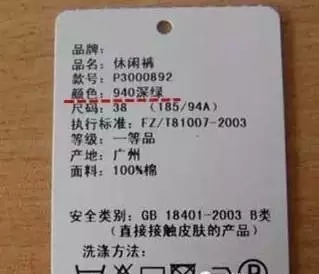 品牌:
品名: 休闲裤
款号: P3000892
颜色: 940深绿
尺码: 38 (185/94A)
执行标准: FZ/T81007-2003
等级: 一等品
产地: 广州
面料: 100%棉
安全类别: GB 18401-2003 B类
(直接接触皮肤的产品)
洗涤方法: